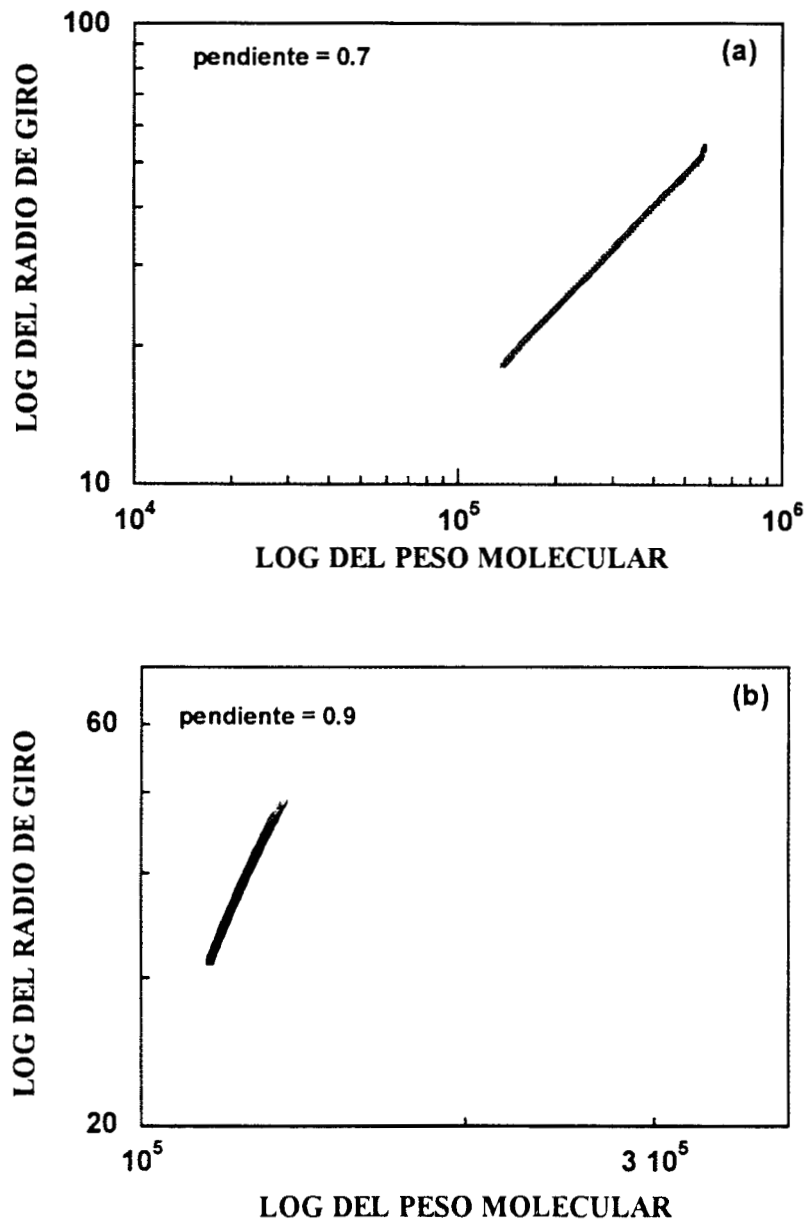 100
pendiente = 0.7
(a)
LOG DEL RADIO DE GIRO
10
10⁴
10⁵
10⁶
LOG DEL PESO MOLECULAR
60
pendiente = 0.9
(b)
LOG DEL RADIO DE GIRO
20
10⁵
3 10⁵
LOG DEL PESO MOLECULAR